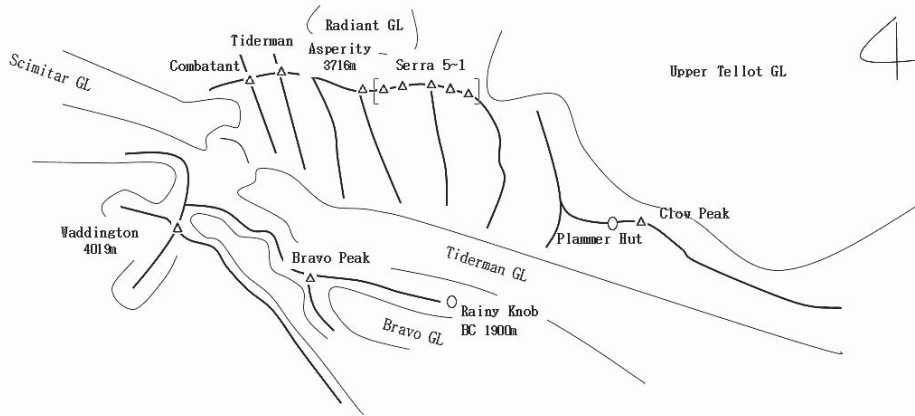 Radiant GL
Tiderman
Asperity
3716m
Combatant
Serra 5~1
Scimitar GL
Upper Tellot GL
Waddington
4019m
Bravo Peak
Tiderman GL
Clow Peak
Plammer Hut
Rainy Knob
BC 1900m
Bravo GL